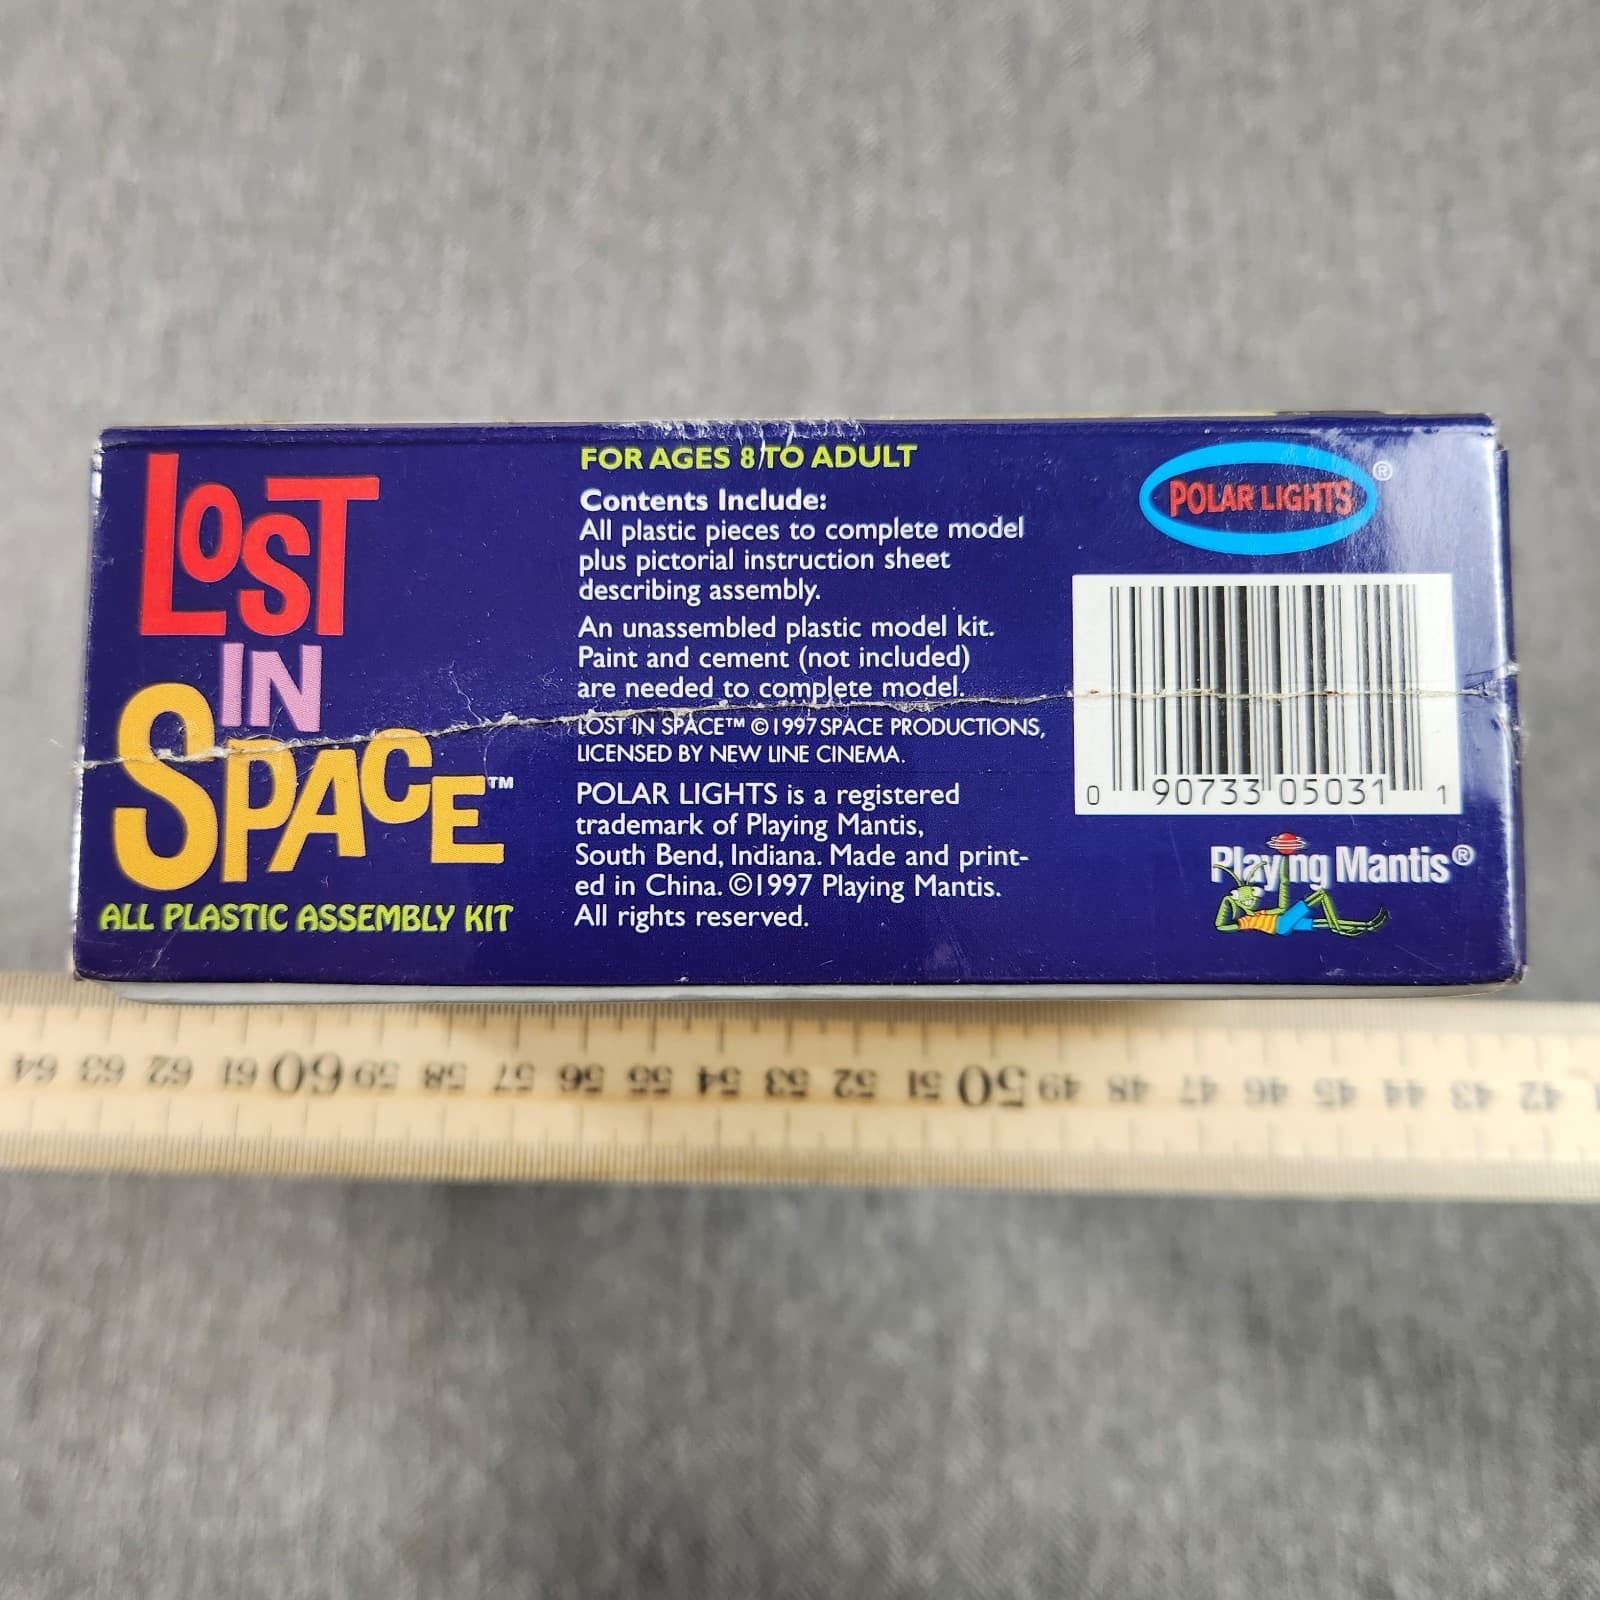 LOST
IN
SPACE™
ALL PLASTIC ASSEMBLY KIT
FOR AGES 8 TO ADULT
Contents Include:
All plastic pieces to complete model
plus pictorial instruction sheet
describing assembly.
An unassembled plastic model kit.
Paint and cement (not included)
are needed to complete model.
LOST IN SPACE™ ©1997 SPACE PRODUCTIONS,
LICENSED BY NEW LINE CINEMA.
POLAR LIGHTS is a registered
trademark of Playing Mantis,
South Bend, Indiana. Made and print-
ed in China. ©1997 Playing Mantis.
All rights reserved.
POLAR LIGHTS®
0 90733 05031 1
Playing Mantis®
64 63 62 61 60 59 58 57 56 55 54 53 52 51 50 49 48 47 46 45 44 43 42